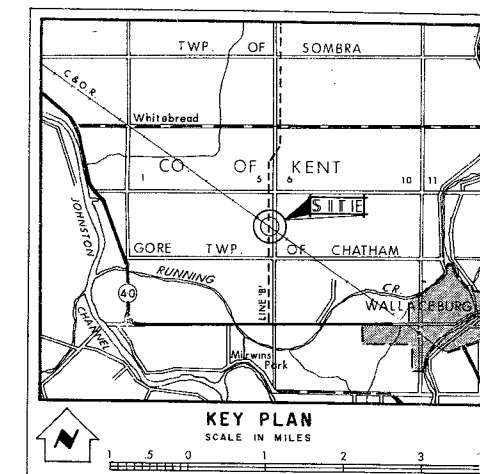 TWP. OF SOMBRA
C & O.R.
Whitebread
CO. OF KENT
1 5 6 10 11
SITE
JOHNSTON
CHANNEL
GORE TWP. OF CHATHAM
RUNNING CR.
40
LINE 'B'
WALLACEBURG
Mirwins
Park
KEY PLAN
SCALE IN MILES
N
1 .5 0 1 2 3